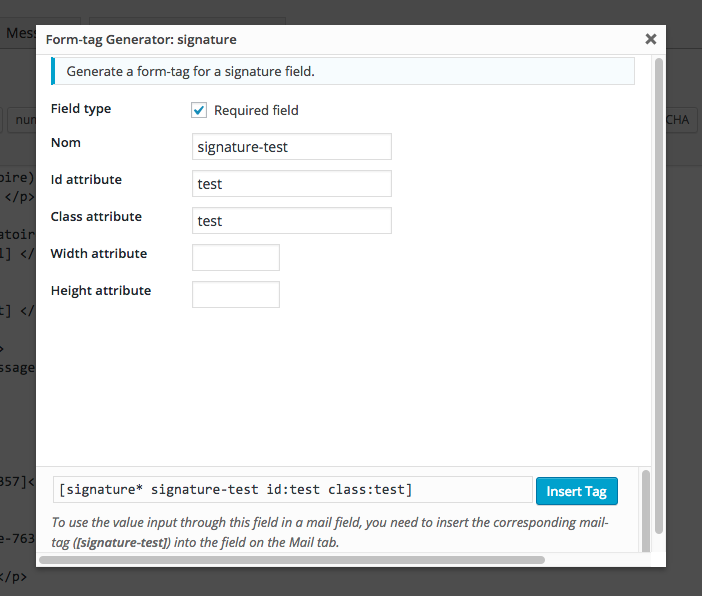 Mess
Form-tag Generator: signature
Generate a form-tag for a signature field.
Field type
Required field
num
CHA
Nom
signature-test
Id attribute
test
oire)
</p>
Class attribute
test
atoir
l] </
Width attribute
Height attribute
t] </
>
ssage
357]<
[signature* signature-test id:test class:test]
Insert Tag
To use the value input through this field in a mail field, you need to insert the corresponding mail-
e-763
tag ([signature-test]) into the field on the Mail tab.
</p>